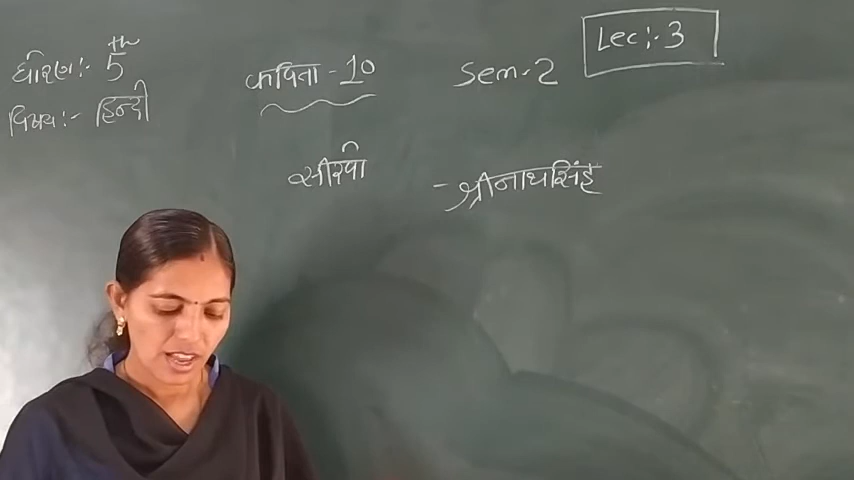 धोरण:- 5th
विषय:- हिन्दी
कविता - 10
Sem-2
Lec:- 3
सीखो
- श्रीनाथसिंह